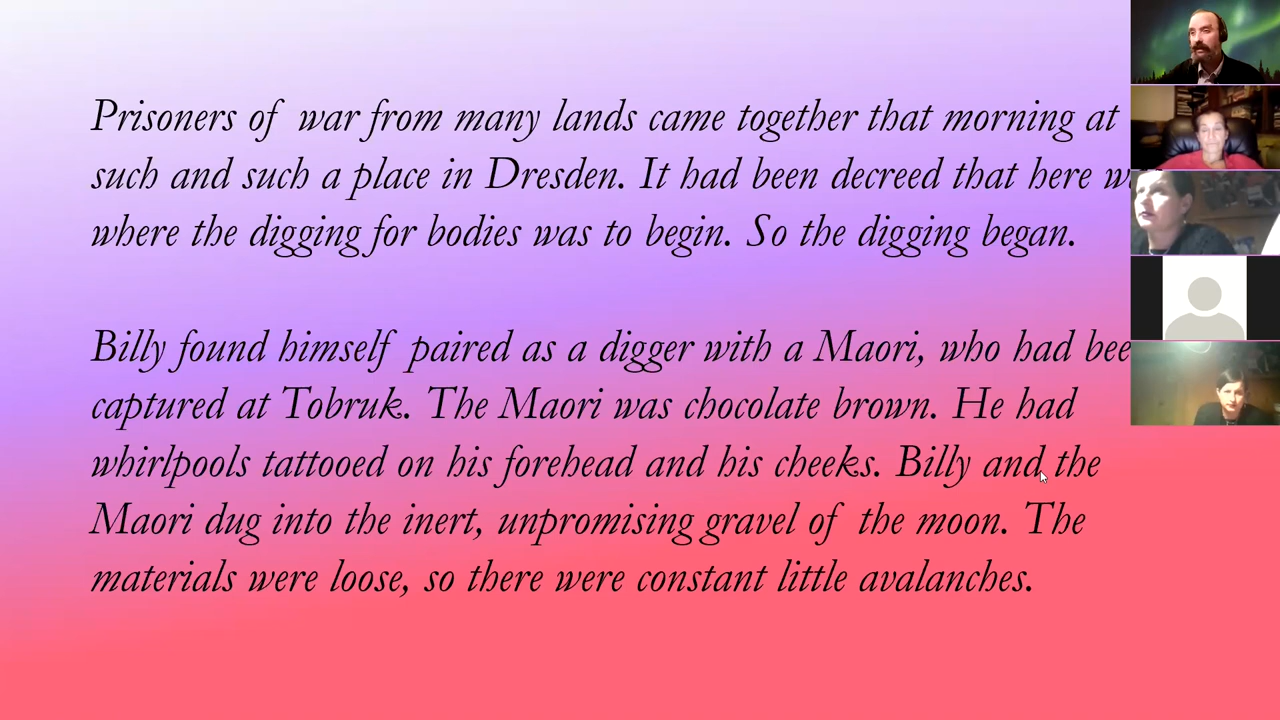 Prisoners of war from many lands came together that morning at
such and such a place in Dresden. It had been decreed that here
where the digging for bodies was to begin. So the digging began.
Billy found himself paired as a digger with a Maori, who had
captured at Tobruk. The Maori was chocolate brown. He had
whirlpools tattooed on his forehead and his cheeks. Billy and the
Maori dug into the inert, unpromising gravel of the moon. The
materials were loose, so there were constant little avalanches.